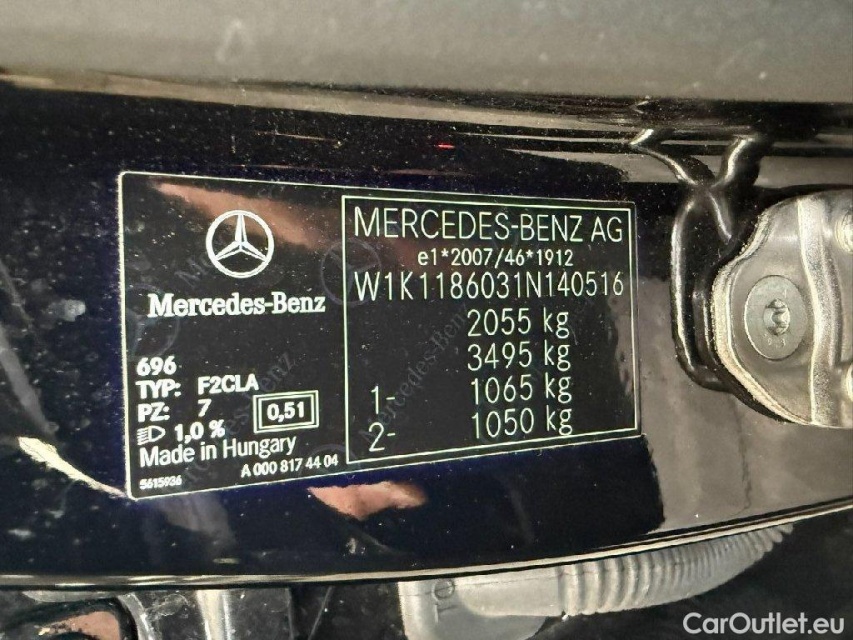 Mercedes-Benz
696
TYP: F2CLA
PZ: 7
0,51
1,0 %
Made in Hungary
A 000 817 44 04
5615936
MERCEDES-BENZ AG
e1*2007/46*1912
W1K1186031N140516
2055 kg
3495 kg
1- 1065 kg
2- 1050 kg
CarOutlet.eu